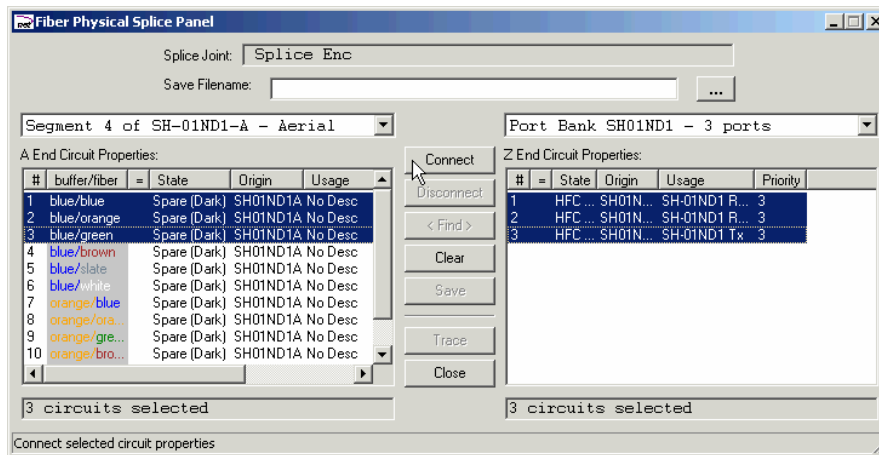 Fiber Physical Splice Panel
Splice Joint: Splice Enc
Save Filename:
...
Segment 4 of SH-01ND1-A - Aerial
Port Bank SH01ND1 - 3 ports
A End Circuit Properties:
# buffer/fiber = State Origin Usage
1 blue/blue Spare (Dark) SH01ND1A No Desc
2 blue/orange Spare (Dark) SH01ND1A No Desc
3 blue/green Spare (Dark) SH01ND1A No Desc
4 blue/brown Spare (Dark) SH01ND1A No Desc
5 blue/slate Spare (Dark) SH01ND1A No Desc
6 blue/white Spare (Dark) SH01ND1A No Desc
7 orange/blue Spare (Dark) SH01ND1A No Desc
8 orange/ora... Spare (Dark) SH01ND1A No Desc
9 orange/gre... Spare (Dark) SH01ND1A No Desc
10 orange/bro... Spare (Dark) SH01ND1A No Desc
3 circuits selected
Connect
Disconnect
< Find >
Clear
Save
Trace
Close
Z End Circuit Properties:
# = State Origin Usage Priority
1 HFC ... SH01N... SH-01ND1 R... 3
2 HFC ... SH01N... SH-01ND1 R... 3
3 HFC ... SH01N... SH-01ND1 Tx 3
3 circuits selected
Connect selected circuit properties